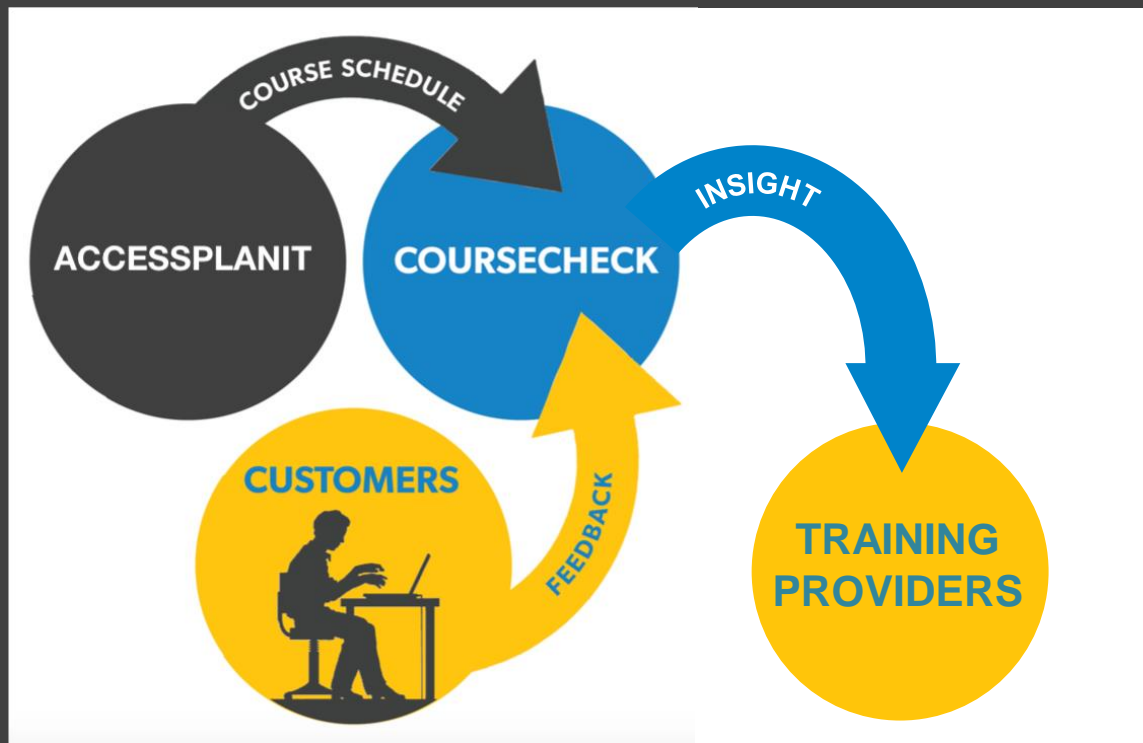 COURSE SCHEDULE
INSIGHT
ACCESSPLANIT
COURSECHECK
CUSTOMERS
FEEDBACK
TRAINING
PROVIDERS